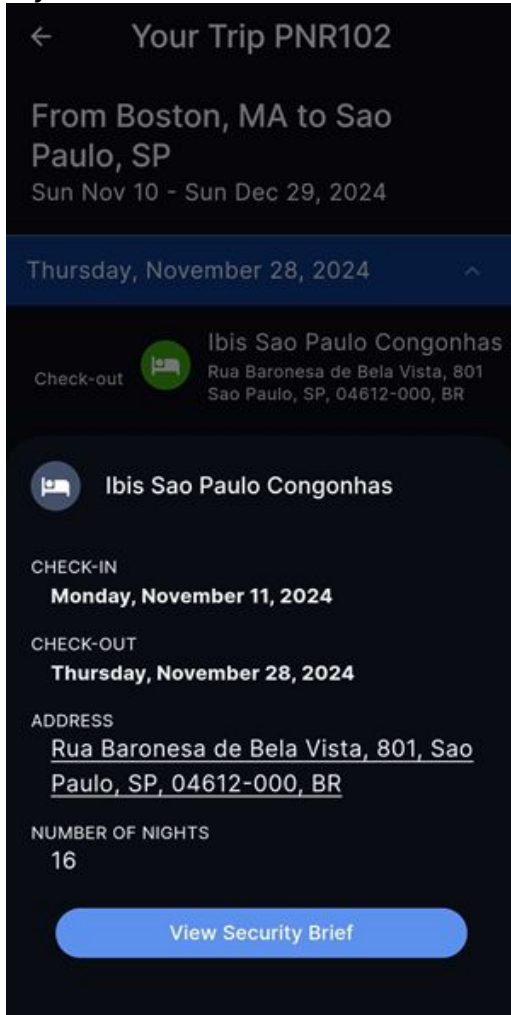 Your Trip PNR102
From Boston, MA to Sao
Paulo, SP
Sun Nov 10 - Sun Dec 29, 2024
Thursday, November 28, 2024
Check-out
Ibis Sao Paulo Congonhas
Rua Baronesa de Bela Vista, 801
Sao Paulo, SP, 04612-000, BR
Ibis Sao Paulo Congonhas
CHECK-IN
Monday, November 11, 2024
CHECK-OUT
Thursday, November 28, 2024
ADDRESS
Rua Baronesa de Bela Vista, 801, Sao
Paulo, SP, 04612-000, BR
NUMBER OF NIGHTS
16
View Security Brief